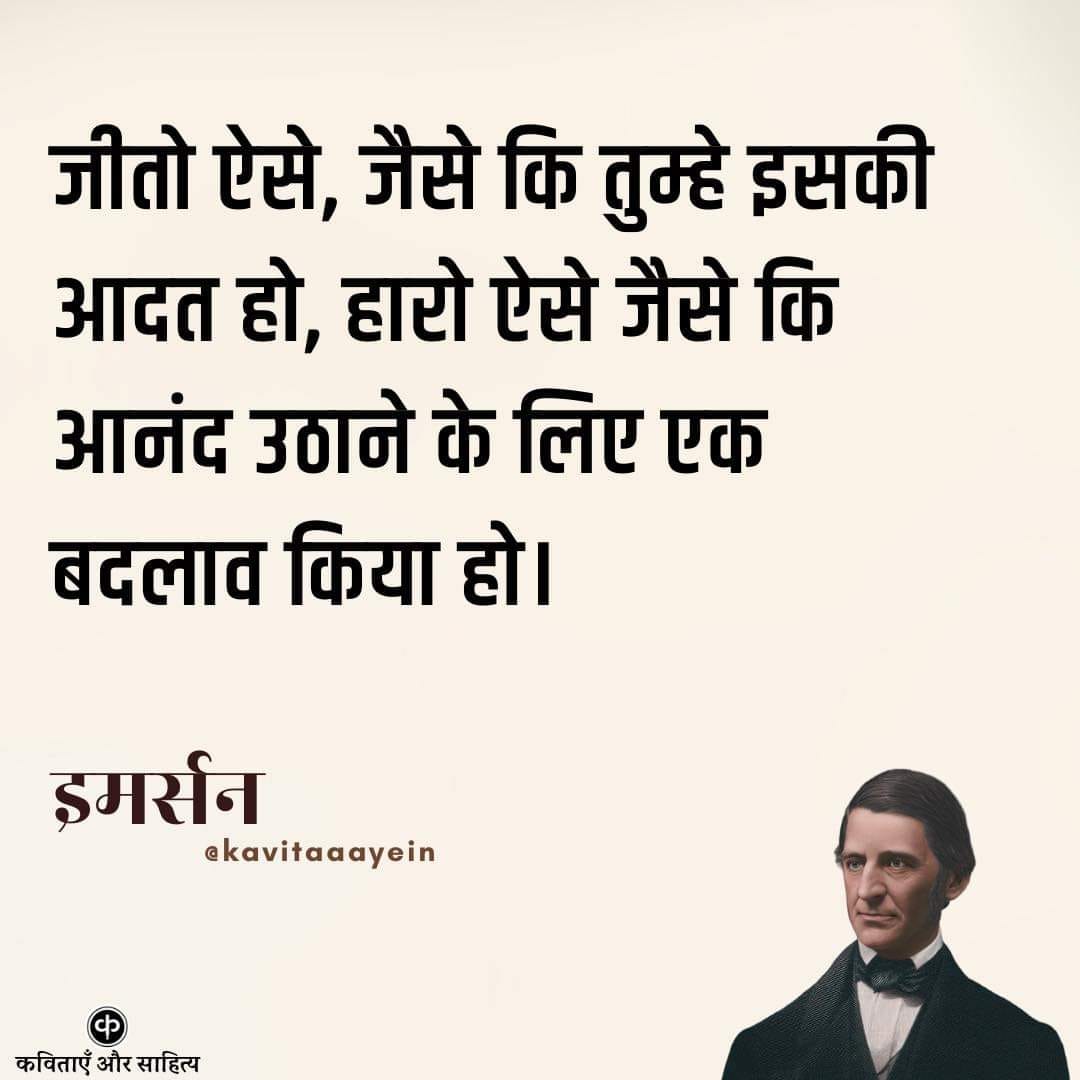 जीतो ऐसे, जैसे कि तुम्हे इसकी
आदत हो, हारो ऐसे जैसे कि
आनंद उठाने के लिए एक
बदलाव किया हो।
इमर्सन
@kavitaaayein
क
कविताएँ और साहित्य